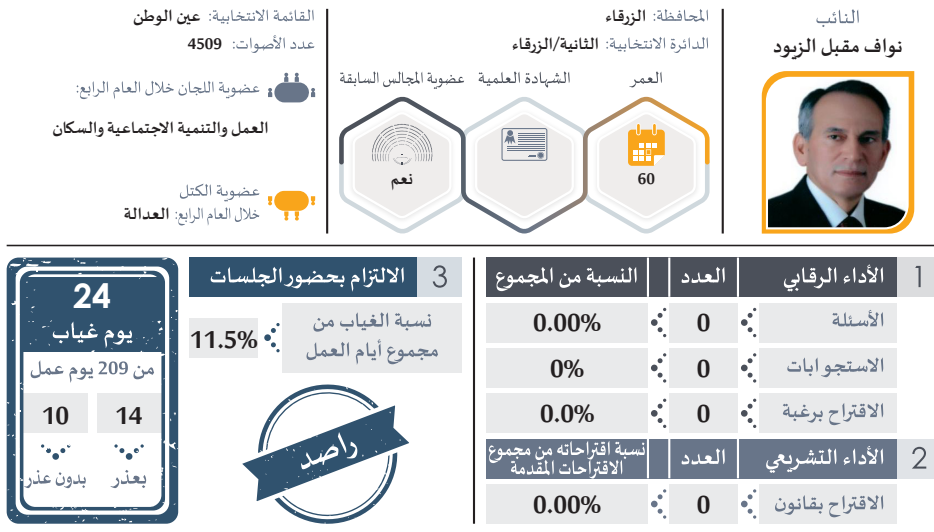 النائب
نواف مقبل الزيود
المحافظة: الزرقاء
الدائرة الانتخابية: الثانية/الزرقاء
العمر
60
الشهادة العلمية
عضوية المجالس السابقة
نعم
القائمة الانتخابية: عين الوطن
عدد الأصوات: 4509
عضوية اللجان خلال العام الرابع:
العمل والتنمية الاجتماعية والسكان
عضوية الكتل
خلال العام الرابع: العدالة
1 الأداء الرقابي العدد النسبة من المجموع
الأسئلة 0 0.00%
الاستجوابات 0 0%
الاقتراح برغبة 0 0.0%
2 الأداء التشريعي العدد نسبة اقتراحاته من مجموع
الاقتراحات المقدمة
الاقتراح بقانون 0 0.00%
3 الالتزام بحضور الجلسات
نسبة الغياب من
مجموع أيام العمل
11.5%
راصد
24
يوم غياب
من 209 يوم عمل
14 10
بعذر بدون عذر